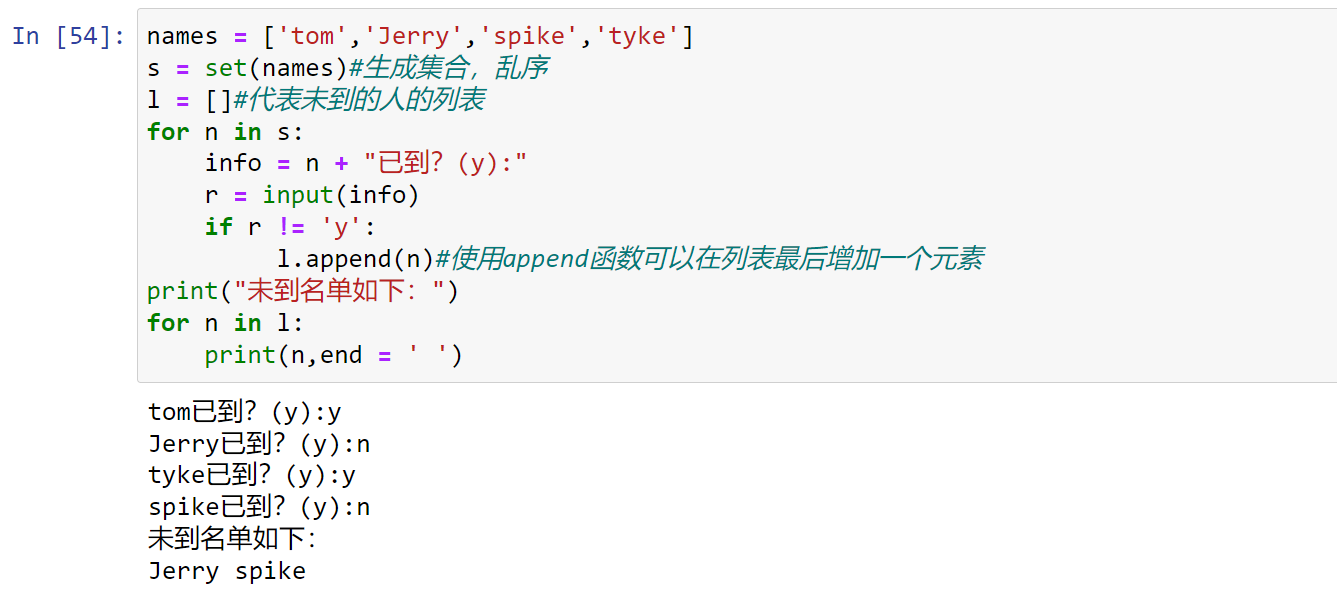 In [54]:
names = ['tom','Jerry','spike','tyke']
s = set(names)#生成集合，乱序
l = []#代表未到的人的列表
for n in s:
    info = n + "已到？(y):"
    r = input(info)
    if r != 'y':
        l.append(n)#使用append函数可以在列表最后增加一个元素
print("未到名单如下：")
for n in l:
    print(n,end = ' ')
tom已到？(y):y
Jerry已到？(y):n
tyke已到？(y):y
spike已到？(y):n
未到名单如下：
Jerry spike